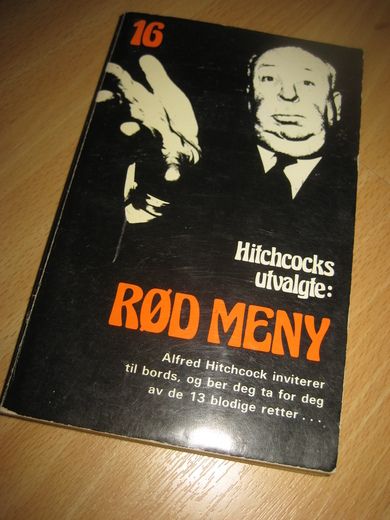 16
Hitchcocks
utvalgte:
RØD MENY
Alfred Hitchcock inviterer
til bords, og ber deg ta for deg
av de 13 blodige retter . . . .